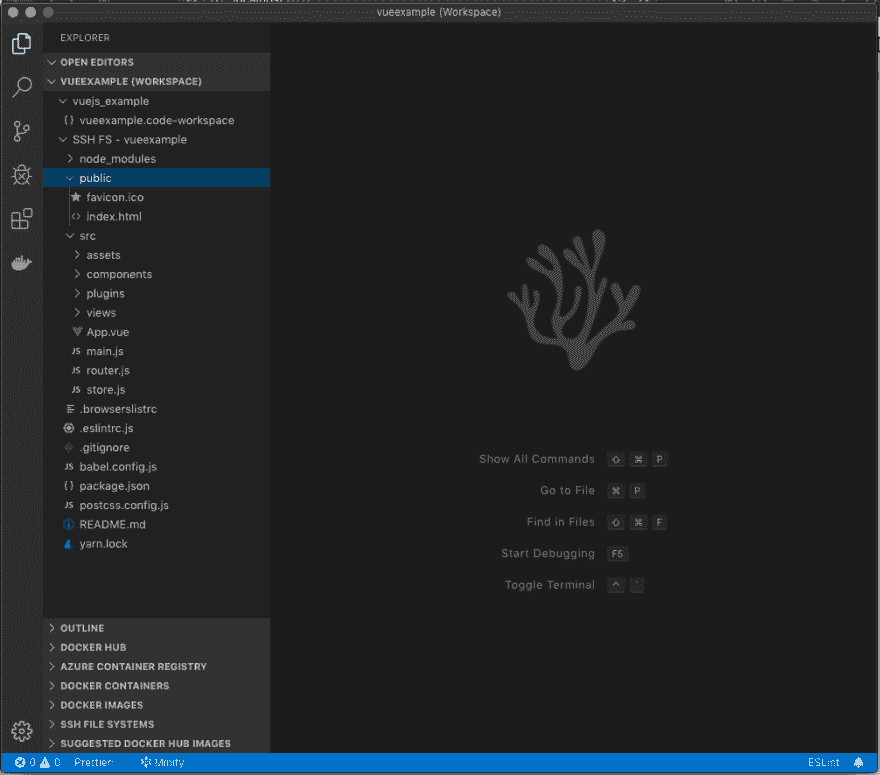 vueexample (Workspace)
EXPLORER
OPEN EDITORS
VUEEXAMPLE (WORKSPACE)
vuejs_example
{} vueexample.code-workspace
SSH FS - vueexample
node_modules
public
favicon.ico
<> index.html
src
assets
components
plugins
views
App.vue
JS main.js
JS router.js
JS store.js
.browserslistrc
.eslintrc.js
.gitignore
JS babel.config.js
{} package.json
JS postcss.config.js
README.md
yarn.lock
OUTLINE
DOCKER HUB
AZURE CONTAINER REGISTRY
DOCKER CONTAINERS
DOCKER IMAGES
SSH FILE SYSTEMS
SUGGESTED DOCKER HUB IMAGES
Show All Commands ⇧ ⌘ P
Go to File ⌘ P
Find in Files ⇧ ⌘ F
Start Debugging F5
Toggle Terminal ^ `
0 0 Prettier Minify ESLint